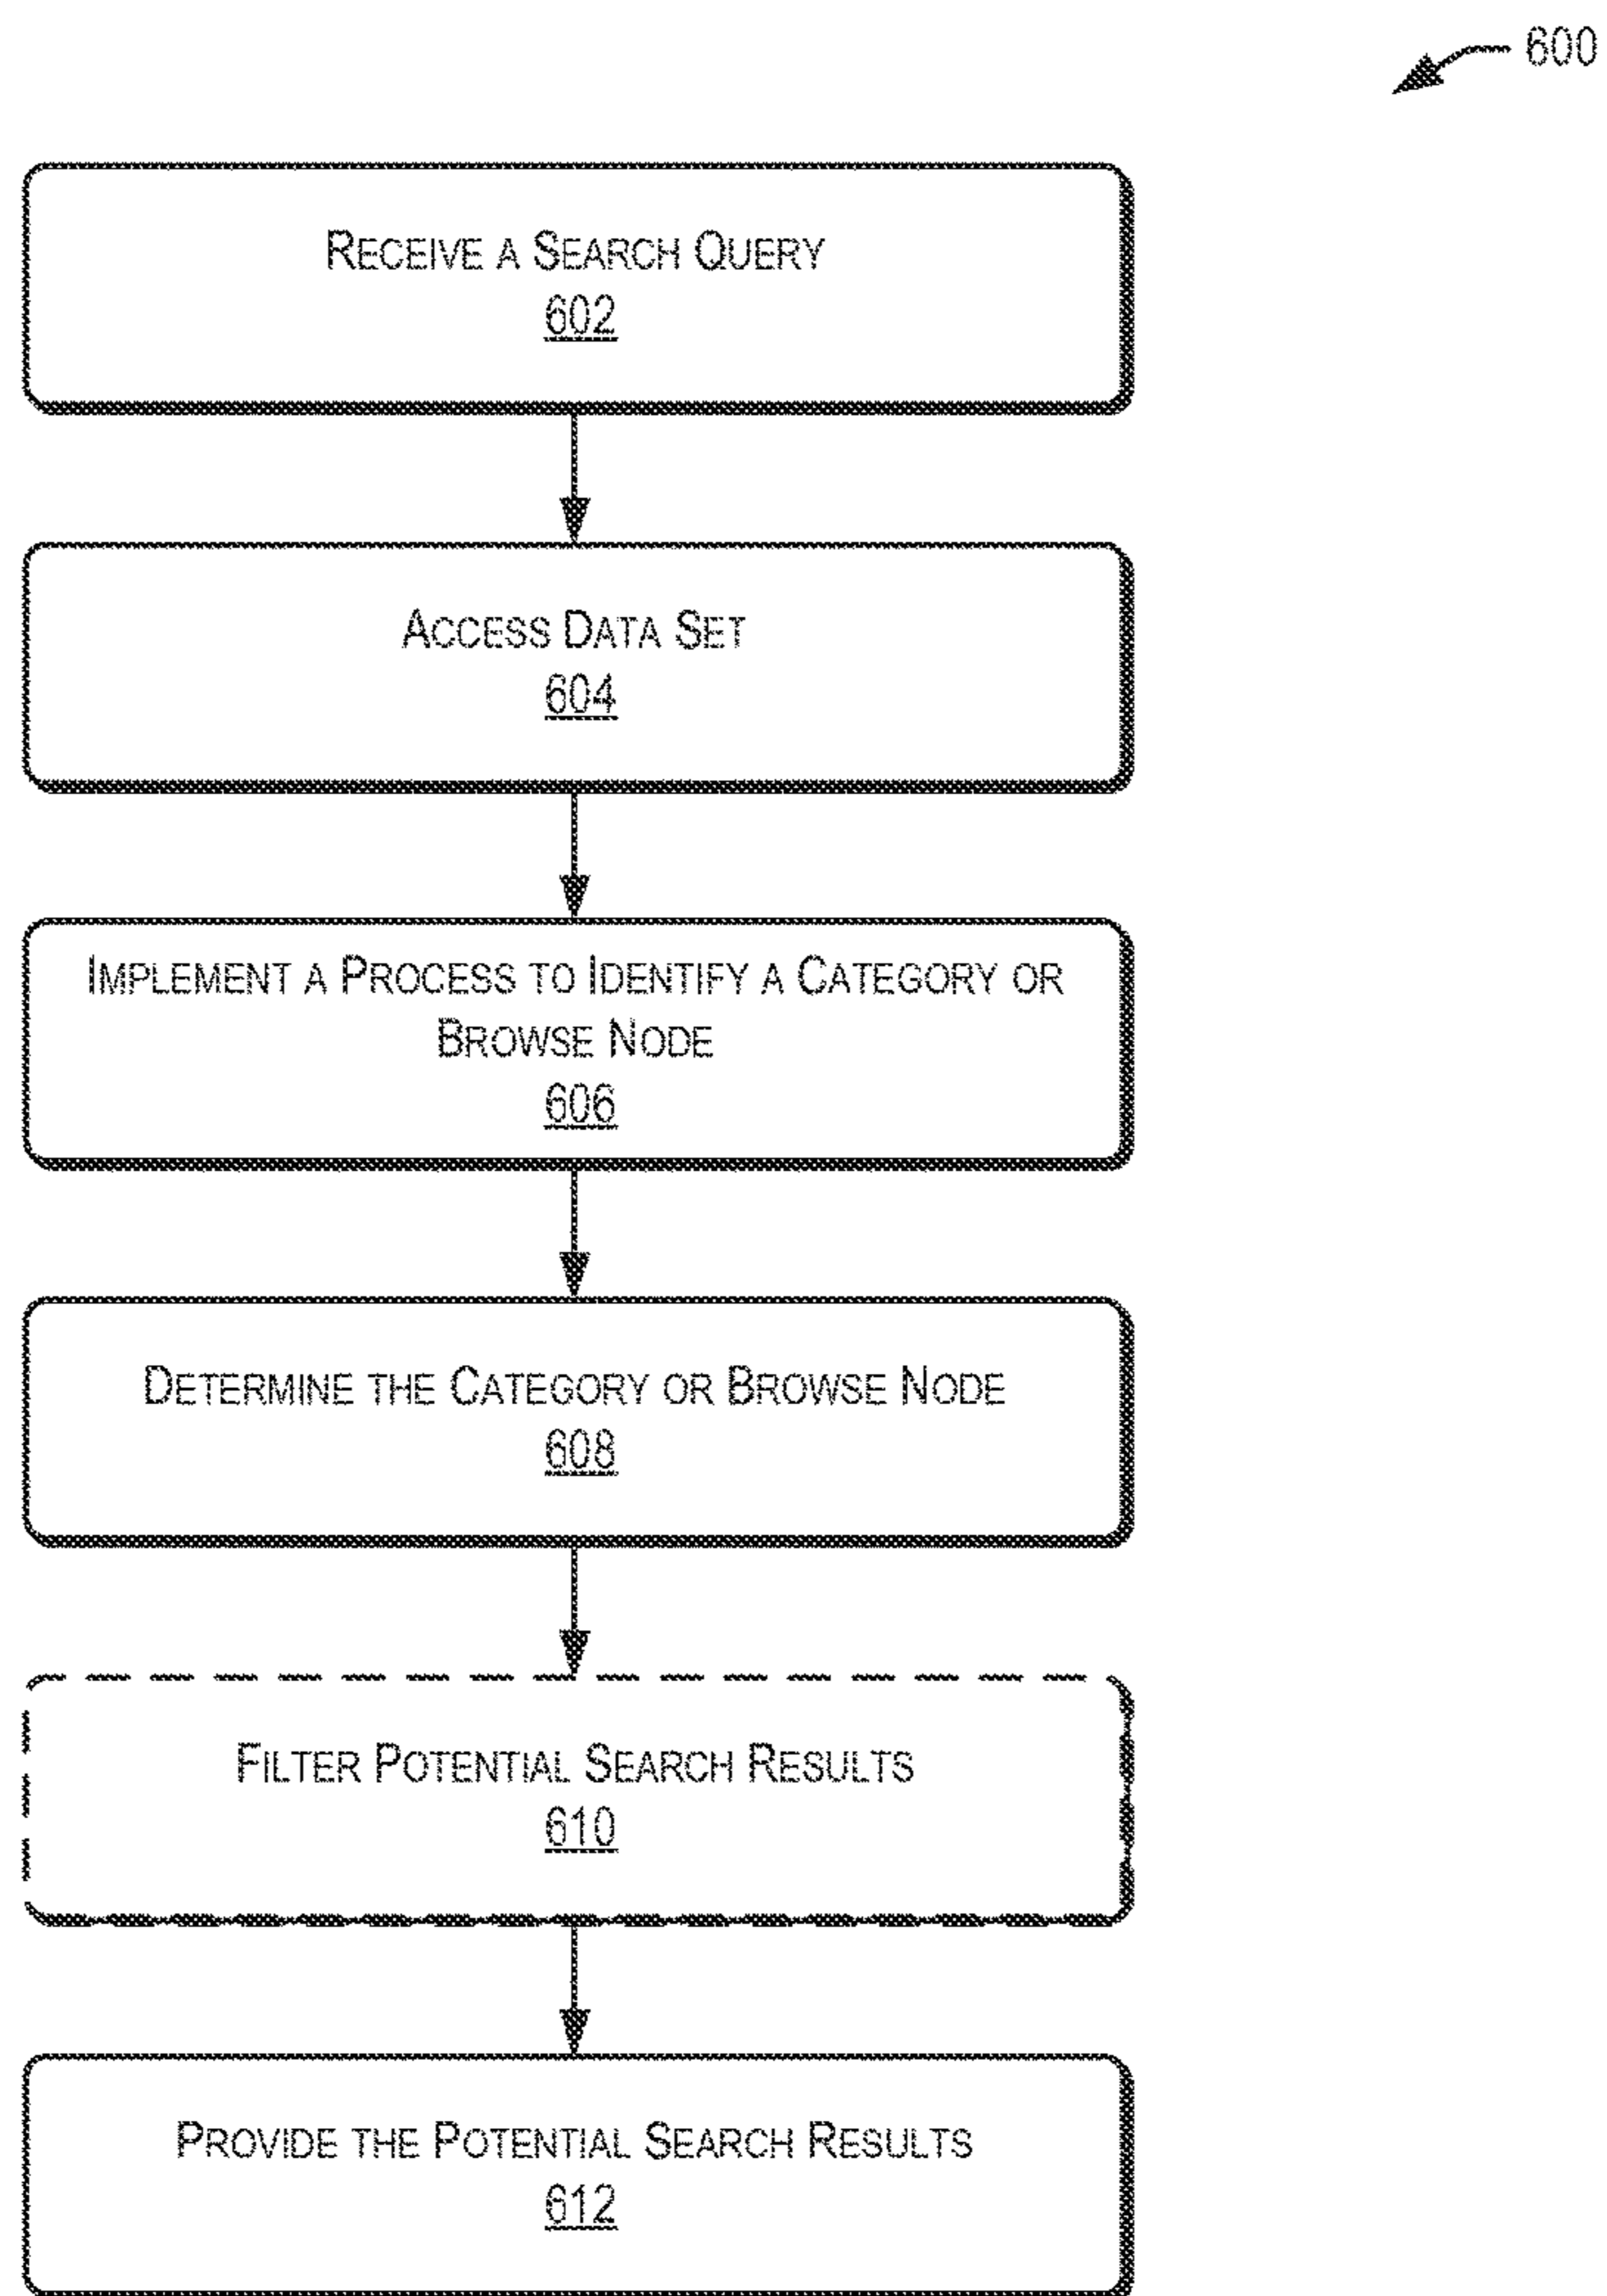 600
RECEIVE A SEARCH QUERY
602
ACCESS DATA SET
604
IMPLEMENT A PROCESS TO IDENTIFY A CATEGORY OR
BROWSE NODE
606
DETERMINE THE CATEGORY OR BROWSE NODE
608
FILTER POTENTIAL SEARCH RESULTS
610
PROVIDE THE POTENTIAL SEARCH RESULTS
612